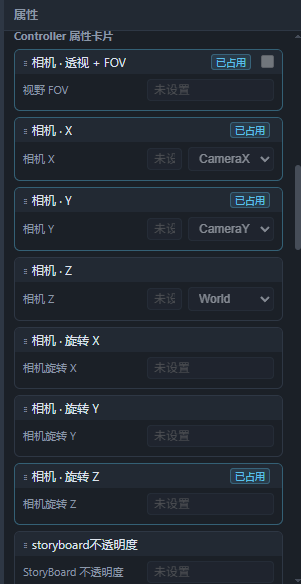 属性
Controller 属性卡片
相机 · 透视 + FOV 已占用
视野 FOV 未设置
相机 · X 已占用
相机 X 未设 CameraX
相机 · Y 已占用
相机 Y 未设 CameraY
相机 · Z
相机 Z 未设 World
相机 · 旋转 X
相机旋转 X 未设置
相机 · 旋转 Y
相机旋转 Y 未设置
相机 · 旋转 Z 已占用
相机旋转 Z 未设置
storyboard不透明度
StoryBoard 不透明度 未设置